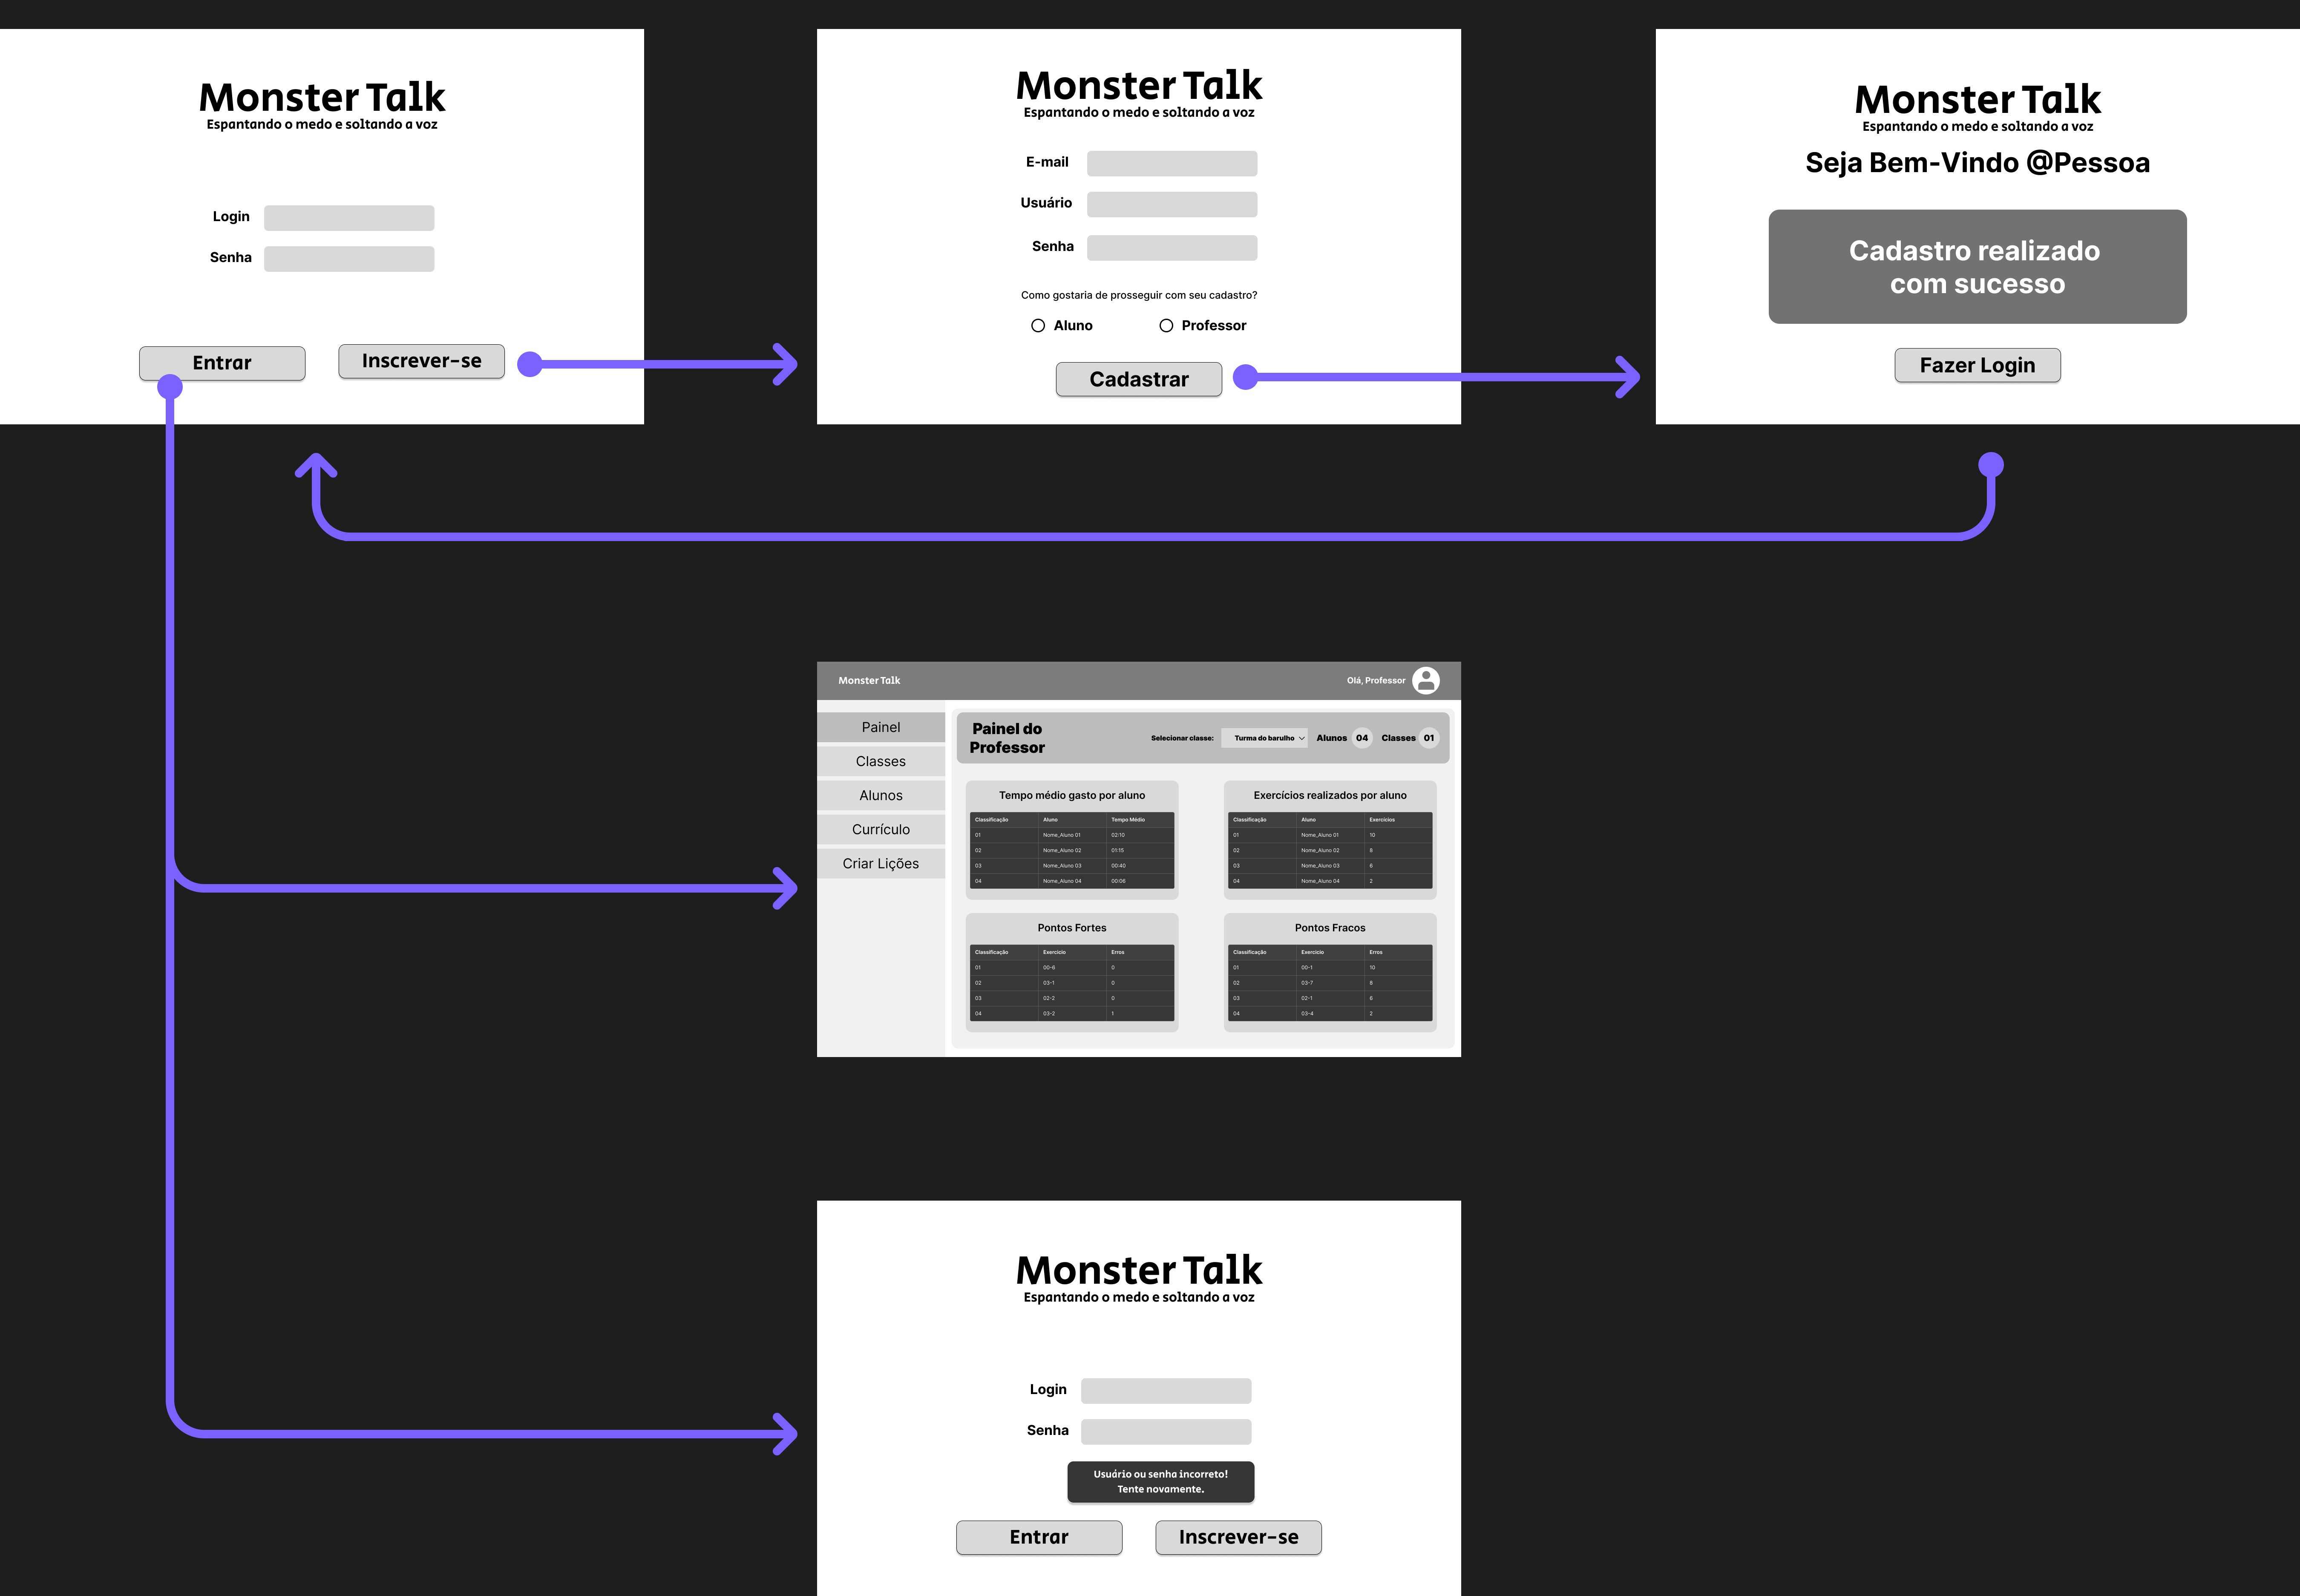 Monster Talk
Espantando o medo e soltando a voz
Login
Senha
Entrar
Inscrever-se
Monster Talk
Espantando o medo e soltando a voz
E-mail
Usuário
Senha
Como gostaria de prosseguir com seu cadastro?
Aluno
Professor
Cadastrar
Monster Talk
Espantando o medo e soltando a voz
Seja Bem-Vindo @Pessoa
Cadastro realizado
com sucesso
Fazer Login
Monster Talk
Olá, Professor
Painel
Classes
Alunos
Currículo
Criar Lições
Painel do
Professor
Selecionar classe:
Turma do barulho
Alunos 04
Classes 01
Tempo médio gasto por aluno
Classificação Aluno Tempo Médio
01 Nome_Aluno 01 02:10
02 Nome_Aluno 02 01:15
03 Nome_Aluno 03 00:40
04 Nome_Aluno 04 00:06
Exercícios realizados por aluno
Classificação Aluno Exercícios
01 Nome_Aluno 01 10
02 Nome_Aluno 02 8
03 Nome_Aluno 03 6
04 Nome_Aluno 04 2
Pontos Fortes
Classificação Exercício Erros
01 00-6 0
02 03-1 0
03 02-2 0
04 03-2 1
Pontos Fracos
Classificação Exercício Erros
01 00-1 10
02 03-7 8
03 02-1 6
04 03-4 2
Monster Talk
Espantando o medo e soltando a voz
Login
Senha
Usuário ou senha incorreto!
Tente novamente.
Entrar
Inscrever-se